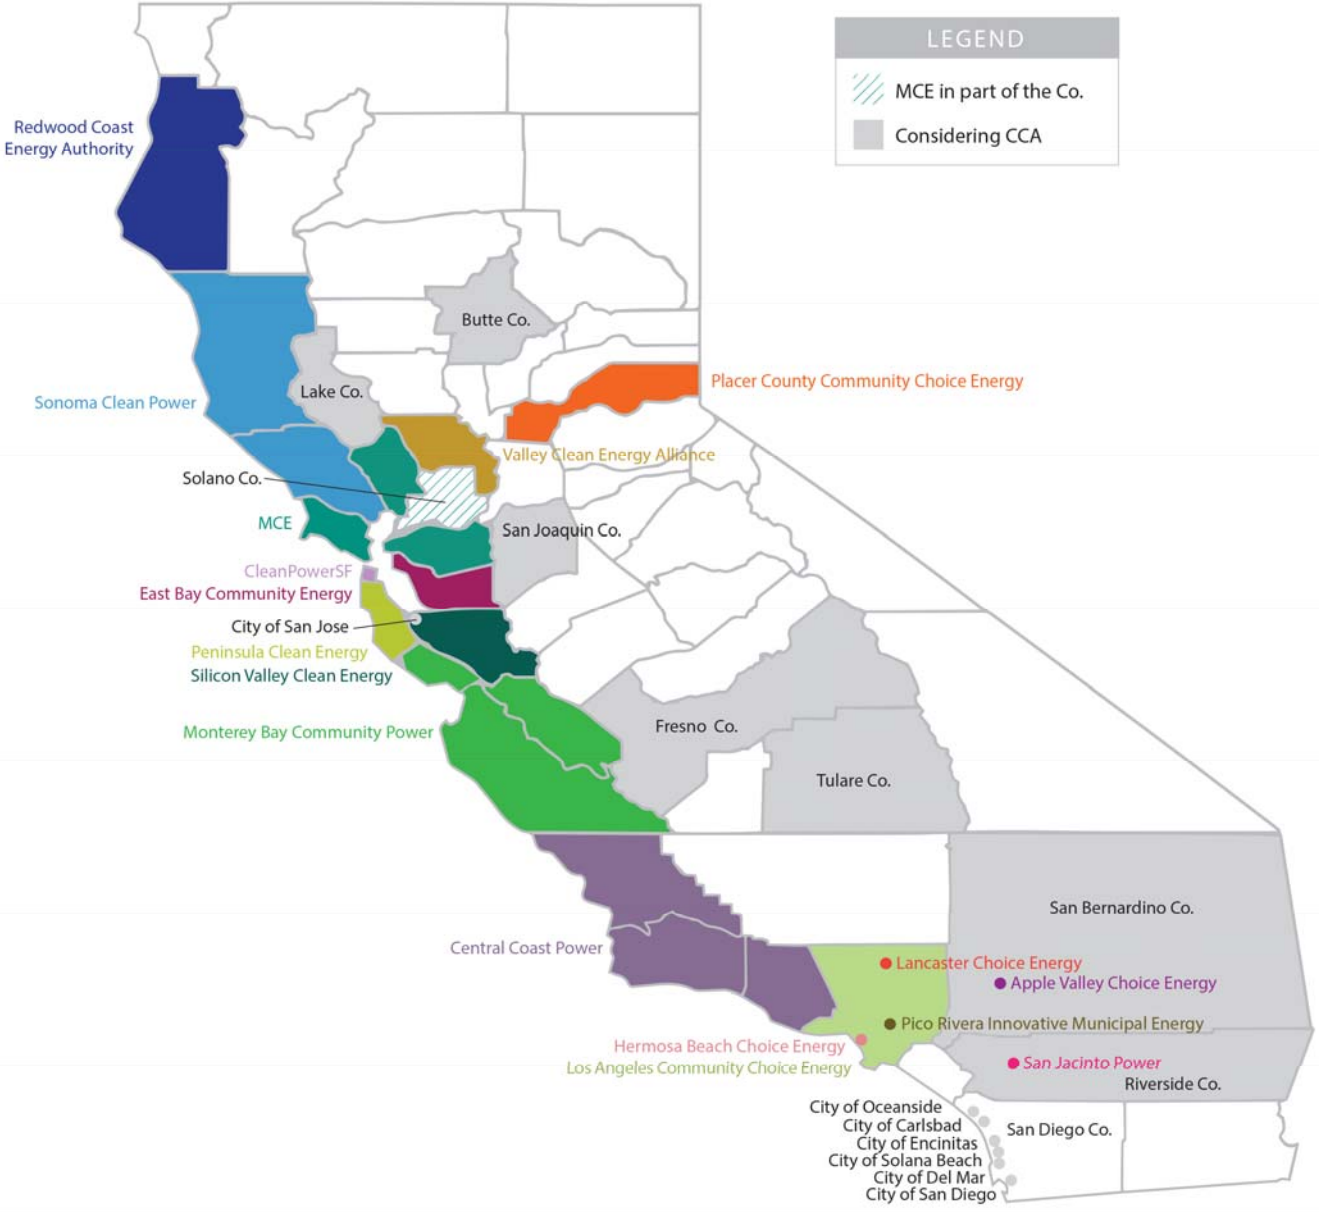 LEGEND
MCE in part of the Co.
Considering CCA
Redwood Coast
Energy Authority
Butte Co.
Placer County Community Choice Energy
Lake Co.
Sonoma Clean Power
Valley Clean Energy Alliance
Solano Co.
MCE
San Joaquin Co.
CleanPowerSF
East Bay Community Energy
City of San Jose
Peninsula Clean Energy
Silicon Valley Clean Energy
Monterey Bay Community Power
Fresno Co.
Tulare Co.
San Bernardino Co.
Central Coast Power
Lancaster Choice Energy
Apple Valley Choice Energy
Pico Rivera Innovative Municipal Energy
Hermosa Beach Choice Energy
Los Angeles Community Choice Energy
San Jacinto Power
Riverside Co.
City of Oceanside
City of Carlsbad
San Diego Co.
City of Encinitas
City of Solana Beach
City of Del Mar
City of San Diego